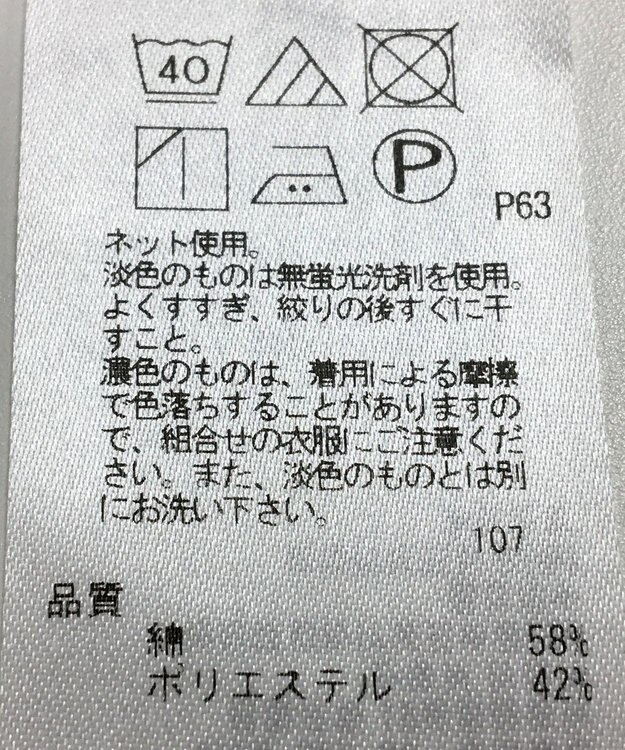 40
P
P63
ネット使用。
淡色のものは無蛍光洗剤を使用。
よくすすぎ、絞りの後すぐに干
すこと。
濃色のものは、着用による摩擦
で色落ちすることがありますの
で、組合せの衣服にご注意くだ
さい。また、淡色のものとは別
にお洗い下さい。
107
品質
綿 58%
ポリエステル 42%